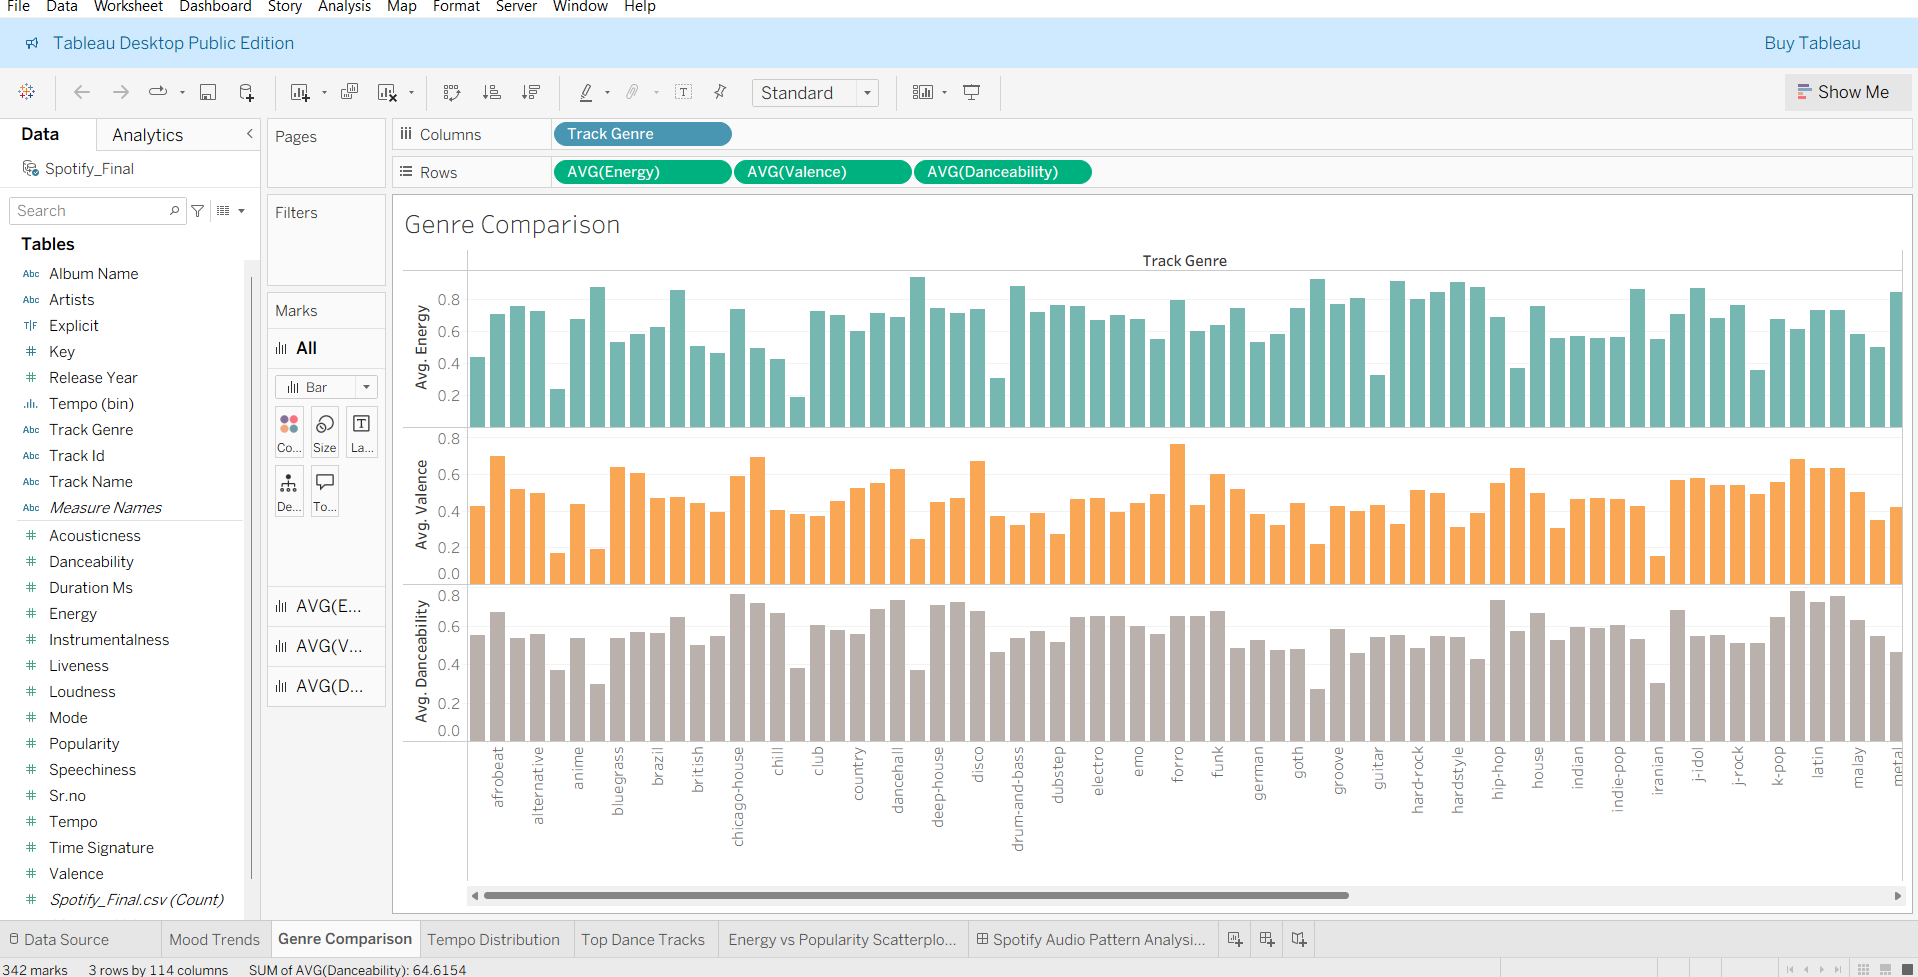 File Data Worksheet Dashboard Story Analysis Map Format Server Window Help
Tableau Desktop Public Edition Buy Tableau
Standard Show Me
Data Analytics
Spotify_Final
Search
Tables
Abc Album Name
Abc Artists
T|F Explicit
# Key
# Release Year
Tempo (bin)
Abc Track Genre
Abc Track Id
Abc Track Name
Abc Measure Names
# Acousticness
# Danceability
# Duration Ms
# Energy
# Instrumentalness
# Liveness
# Loudness
# Mode
# Popularity
# Speechiness
# Sr.no
# Tempo
# Time Signature
# Valence
# Spotify_Final.csv (Count)
Pages
Filters
Marks
All
Bar
Co... Size La...
De... To...
AVG(E...
AVG(V...
AVG(D...
Columns Track Genre
Rows AVG(Energy) AVG(Valence) AVG(Danceability)
Genre Comparison
Track Genre
Avg. Energy
0.8
0.6
0.4
0.2
Avg. Valence
0.8
0.6
0.4
0.2
0.0
Avg. Danceability
0.8
0.6
0.4
0.2
0.0
afrobeat
alternative
anime
bluegrass
brazil
british
chicago-house
chill
club
country
dancehall
deep-house
disco
drum-and-bass
dubstep
electro
emo
forro
funk
german
goth
groove
guitar
hard-rock
hardstyle
hip-hop
house
indian
indie-pop
iranian
j-idol
j-rock
k-pop
latin
malay
metal
Data Source Mood Trends Genre Comparison Tempo Distribution Top Dance Tracks Energy vs Popularity Scatterplo... Spotify Audio Pattern Analysi...
342 marks 3 rows by 114 columns SUM of AVG(Danceability): 64.6154